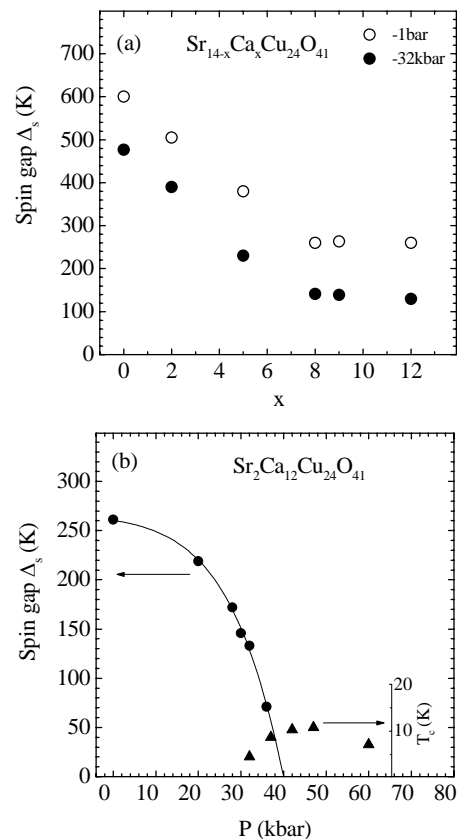 (a) Sr₁₄₋ₓCaₓCu₂₄O₄₁
-1bar
-32kbar
Spin gap Δₛ (K)
700
600
500
400
300
200
100
0
0 2 4 6 8 10 12
x
(b) Sr₂Ca₁₂Cu₂₄O₄₁
Spin gap Δₛ (K)
300
250
200
150
100
50
0
20
10
0
T_c (K)
0 10 20 30 40 50 60 70 80
P (kbar)